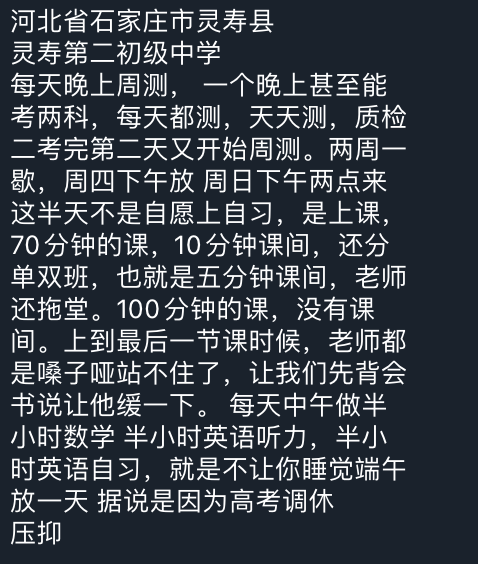 河北省石家庄市灵寿县
灵寿第二初级中学
每天晚上周测， 一个晚上甚至能
考两科，每天都测，天天测，质检
二考完第二天又开始周测。两周一
歇，周四下午放 周日下午两点来
这半天不是自愿上自习，是上课，
70分钟的课，10分钟课间，还分
单双班，也就是五分钟课间，老师
还拖堂。100分钟的课，没有课
间。上到最后一节课时候，老师都
是嗓子哑站不住了，让我们先背会
书说让他缓一下。 每天中午做半
小时数学 半小时英语听力，半小
时英语自习，就是不让你睡觉端午
放一天 据说是因为高考调休
压抑